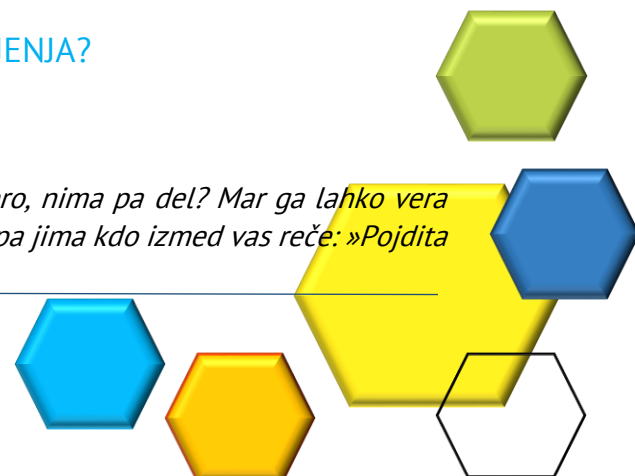 ENJA?
ro, nima pa del? Mar ga lahko vera
pa jima kdo izmed vas reče: »Pojdita